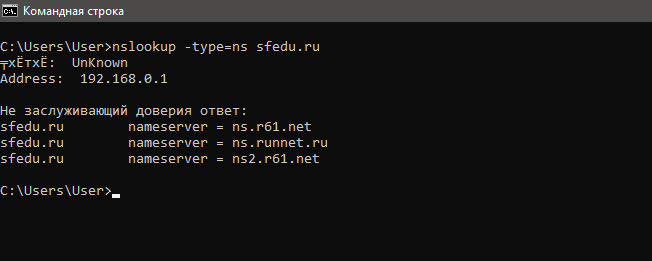 Командная строка
C:\Users\User>nslookup -type=ns sfedu.ru
╤хЁтхЁ: UnKnown
Address: 192.168.0.1
Не заслуживающий доверия ответ:
sfedu.ru nameserver = ns.r61.net
sfedu.ru nameserver = ns.runnet.ru
sfedu.ru nameserver = ns2.r61.net
C:\Users\User>